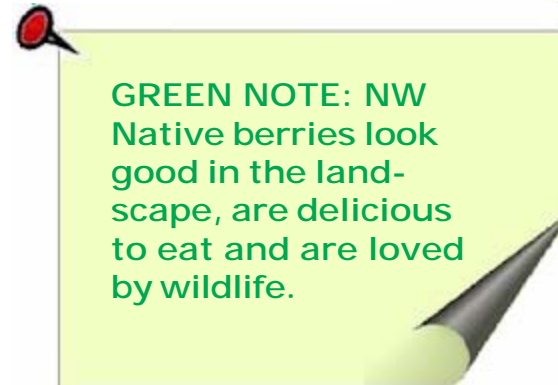 GREEN NOTE: NW
Native berries look
good in the land-
scape, are delicious
to eat and are loved
by wildlife.